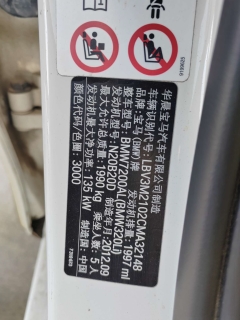 华晨宝马汽车有限公司制造
车辆识别代号: LBV3M2102CMA32148
品牌: 宝马(BMW)牌
整车型号: BMW7200AL(BMW320Li)
发动机型号: N20B20D 发动机排量: 1997 ml
最大允许总质量: 1990 kg 制造年月: 2012.09
发动机最大净功率: 135 kW 乘坐人数: 5 人
颜色代码/色圈: 3000 制造国: 中国